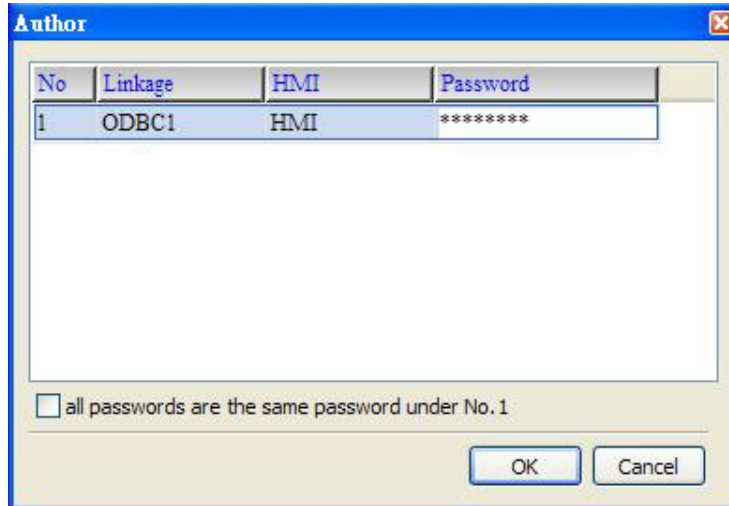 Author
No Linkage HMI Password
1 ODBC1 HMI ********
all passwords are the same password under No.1
OK Cancel